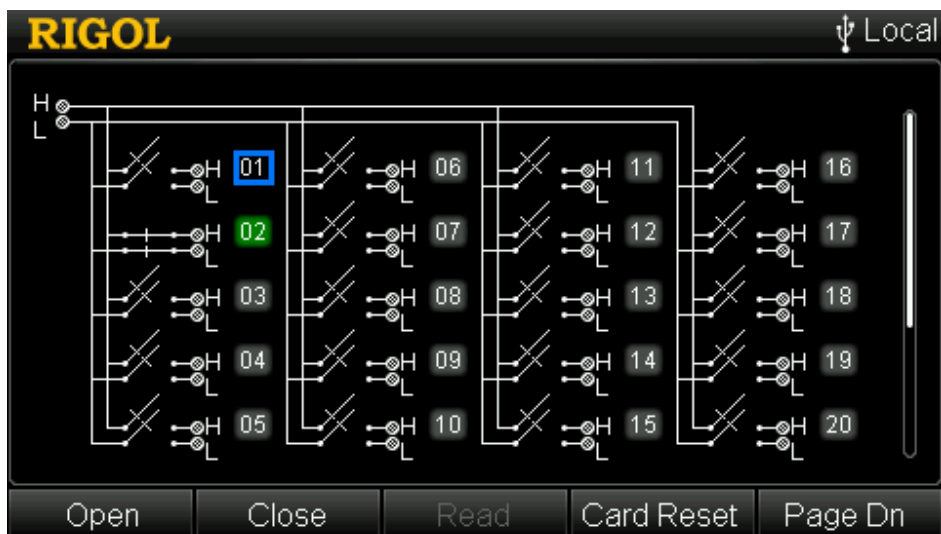 RIGOL Local
H
L
H 01 H 06 H 11 H 16
L L L L
H 02 H 07 H 12 H 17
L L L L
H 03 H 08 H 13 H 18
L L L L
H 04 H 09 H 14 H 19
L L L L
H 05 H 10 H 15 H 20
L L L L
Open Close Read Card Reset Page Dn